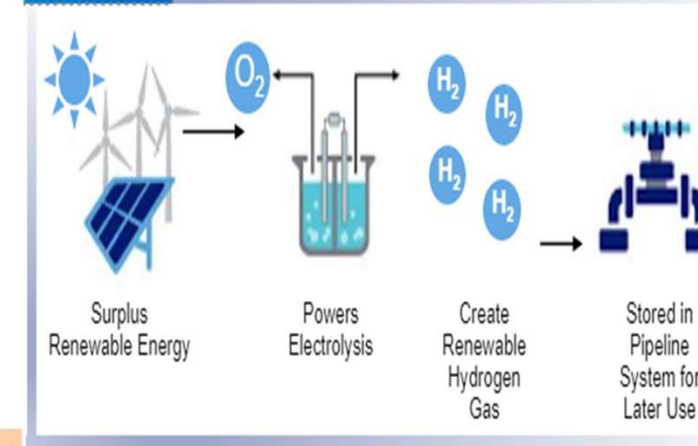 O2
H2
H2
H2
H2
Surplus
Renewable Energy
Powers
Electrolysis
Create
Renewable
Hydrogen
Gas
Stored in
Pipeline
System for
Later Use